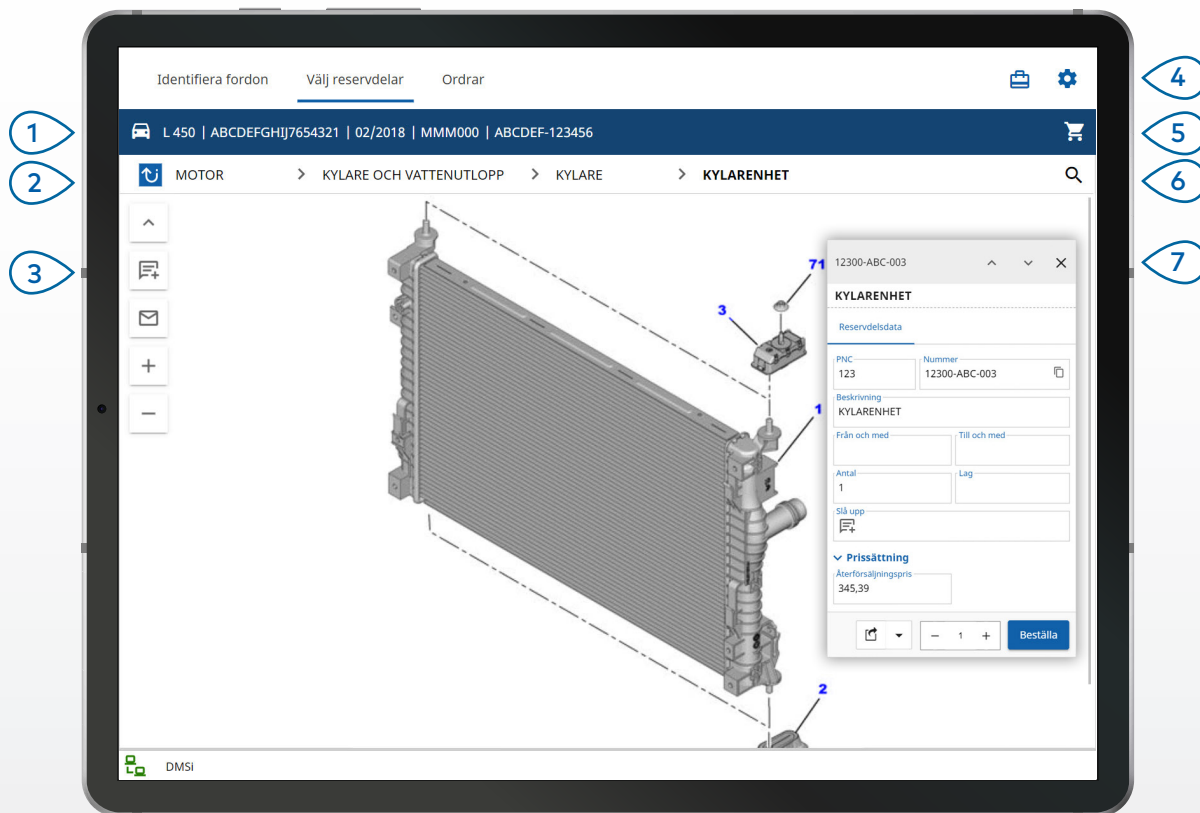 Identifiera fordon Välj reservdelar Ordrar
4
1
L 450 | ABCDEFGHIJ7654321 | 02/2018 | MMM000 | ABCDEF-123456
5
2
MOTOR > KYLARE OCH VATTENUTLOPP > KYLARE > KYLARENHET
6
3
7
71
3
1
2
12300-ABC-003
KYLARENHET
Reservdelsdata
PNC Nummer
123 12300-ABC-003
Beskrivning
KYLARENHET
Från och med Till och med
Antal Lag
1
Slå upp
Prissättning
Återförsäljningspris
345,39
− 1 + Beställa
DMSi